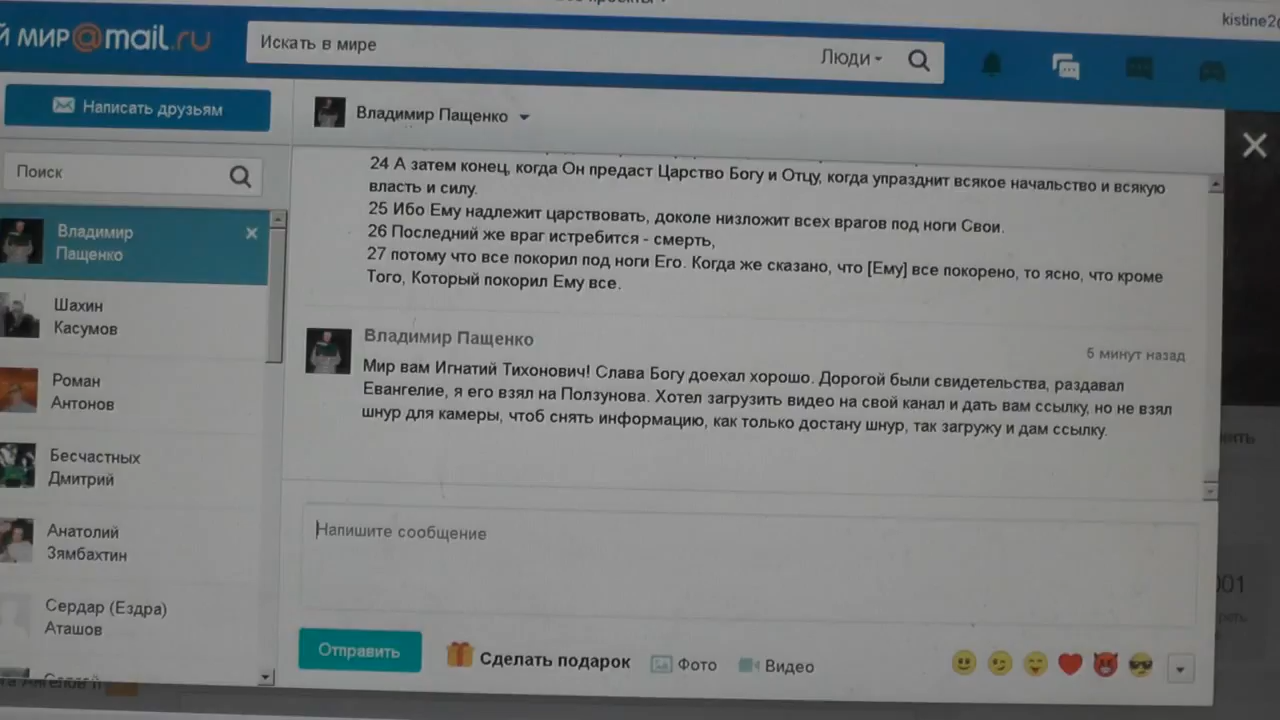 kistine2
Й МИР@mail.ru
Искать в мире
Люди
Написать друзьям
Владимир Пащенко
Поиск
Владимир
Пащенко
Шахин
Касумов
Роман
Антонов
Бесчастных
Дмитрий
Анатолий
Зямбахтин
Сердар (Ездра)
Аташов
24 А затем конец, когда Он предаст Царство Богу и Отцу, когда упразднит всякое начальство и всякую
власть и силу.
25 Ибо Ему надлежит царствовать, доколе низложит всех врагов под ноги Свои.
26 Последний же враг истребится - смерть,
27 потому что все покорил под ноги Его. Когда же сказано, что [Ему] все покорено, то ясно, что кроме
Того, Который покорил Ему все.
Владимир Пащенко
5 минут назад
Мир вам Игнатий Тихонович! Слава Богу доехал хорошо. Дорогой были свидетельства, раздавал
Евангелие, я его взял на Ползунова. Хотел загрузить видео на свой канал и дать вам ссылку, но не взял
шнур для камеры, чтоб снять информацию, как только достану шнур, так загружу и дам ссылку.
Напишите сообщение
Отправить
Сделать подарок
Фото
Видео
001